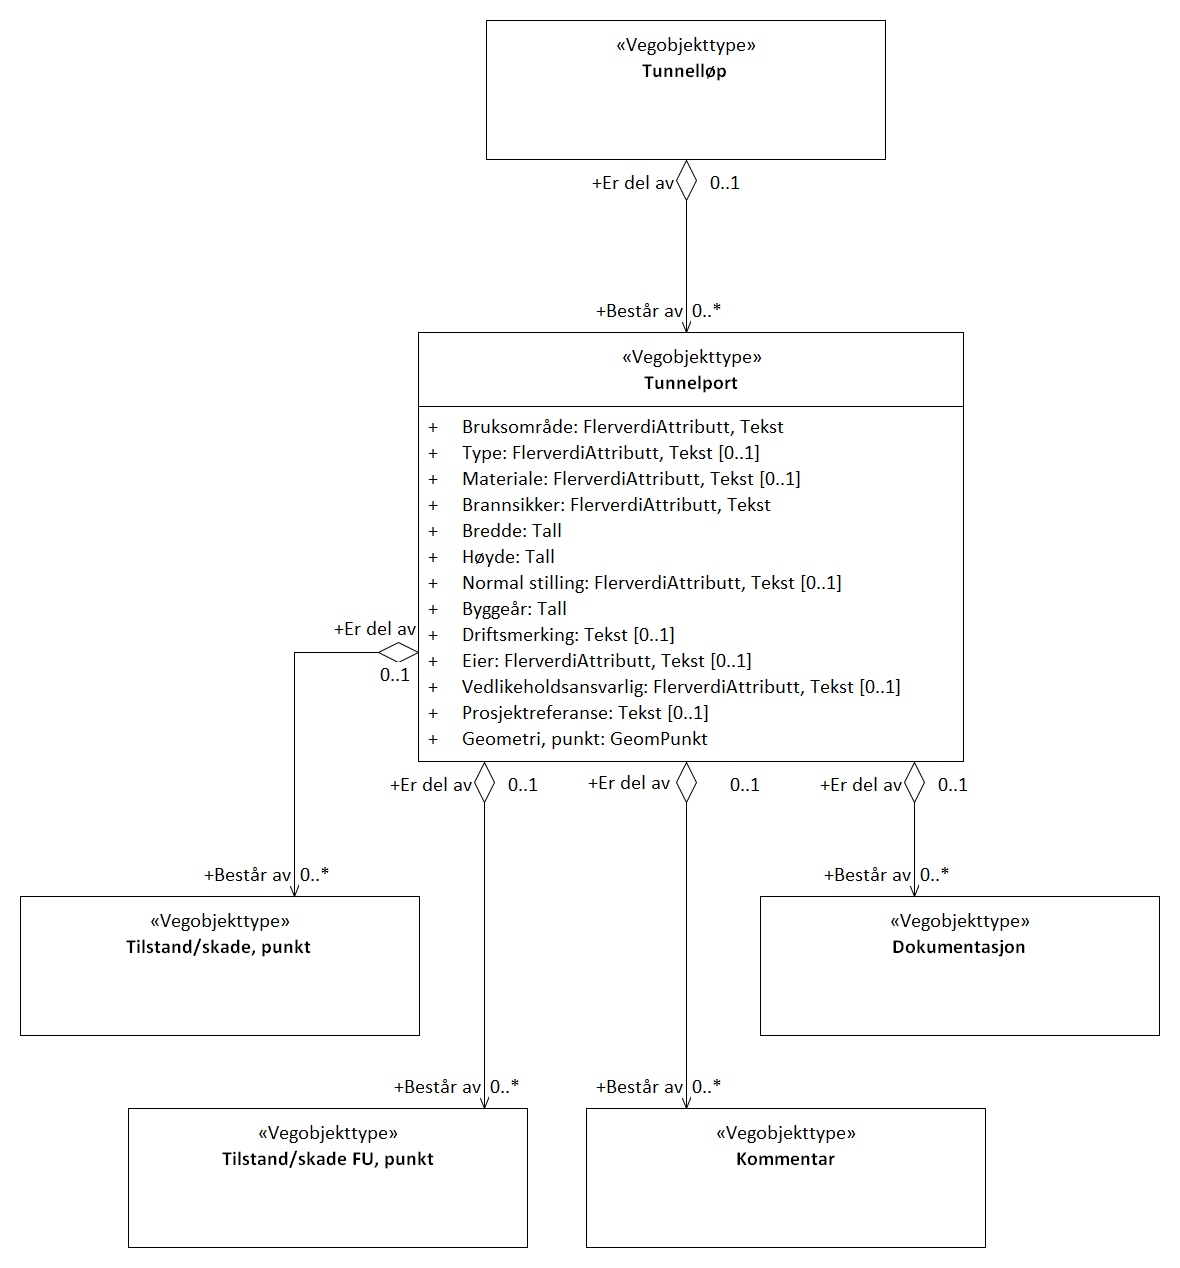 «Vegobjekttype»
Tunnelløp
+Er del av 0..1
+Består av 0..*
«Vegobjekttype»
Tunnelport
+ Bruksområde: FlerverdiAttributt, Tekst
+ Type: FlerverdiAttributt, Tekst [0..1]
+ Materiale: FlerverdiAttributt, Tekst [0..1]
+ Brannsikker: FlerverdiAttributt, Tekst
+ Bredde: Tall
+ Høyde: Tall
+ Normal stilling: FlerverdiAttributt, Tekst [0..1]
+ Byggeår: Tall
+ Driftsmerking: Tekst [0..1]
+ Eier: FlerverdiAttributt, Tekst [0..1]
+ Vedlikeholdsansvarlig: FlerverdiAttributt, Tekst [0..1]
+ Prosjektreferanse: Tekst [0..1]
+ Geometri, punkt: GeomPunkt
+Er del av
0..1
+Er del av 0..1
+Er del av 0..1
+Er del av 0..1
+Består av 0..*
+Består av 0..*
«Vegobjekttype»
Tilstand/skade, punkt
«Vegobjekttype»
Dokumentasjon
+Består av 0..*
+Består av 0..*
«Vegobjekttype»
Tilstand/skade FU, punkt
«Vegobjekttype»
Kommentar